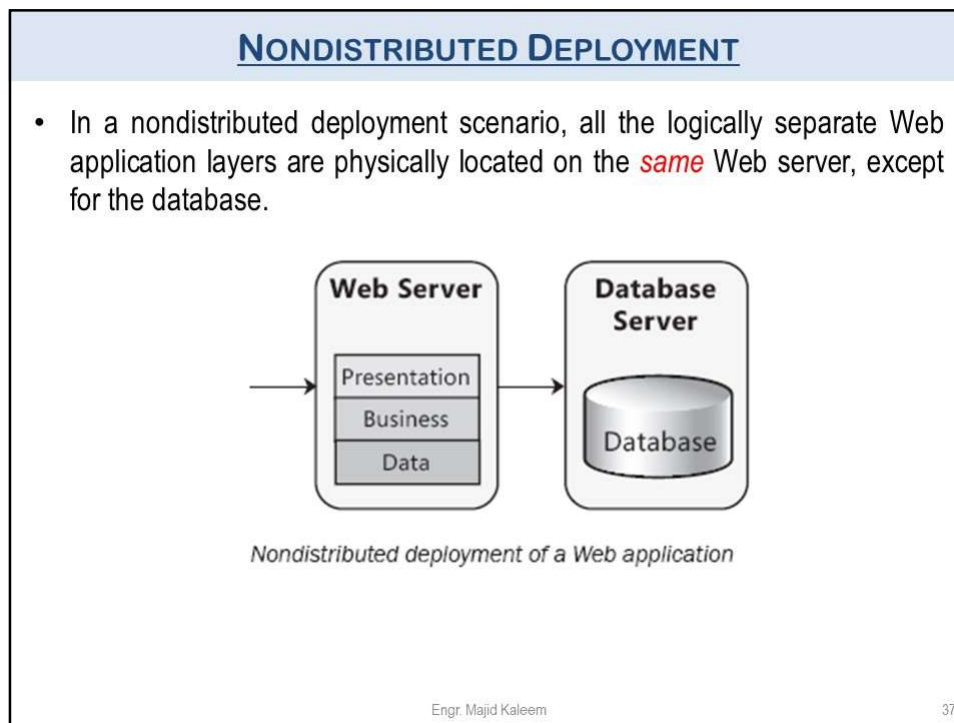 NONDISTRIBUTED DEPLOYMENT
• In a nondistributed deployment scenario, all the logically separate Web
application layers are physically located on the same Web server, except
for the database.
Web Server
Presentation
Business
Data
Database
Server
Database
Nondistributed deployment of a Web application
Engr. Majid Kaleem
37